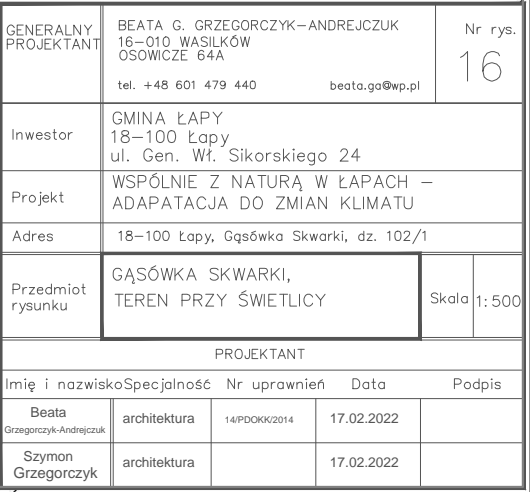 GENERALNY
PROJEKTANT
BEATA G. GRZEGORCZYK-ANDREJCZUK
16-010 WASILKÓW
OSOWICZE 64A
tel. +48 601 479 440 beata.ga@wp.pl
Nr rys.
16
Inwestor
GMINA ŁAPY
18-100 Łapy
ul. Gen. Wł. Sikorskiego 24
Projekt
WSPÓLNIE Z NATURĄ W ŁAPACH -
ADAPATACJA DO ZMIAN KLIMATU
Adres 18-100 Łapy, Gąsówka Skwarki, dz. 102/1
Przedmiot
rysunku
GĄSÓWKA SKWARKI,
TEREN PRZY ŚWIETLICY
Skala 1:500
PROJEKTANT
Imię i nazwisko Specjalność Nr uprawnień Data Podpis
Beata
Grzegorczyk-Andrejczuk
architektura 14/PDOKK/2014 17.02.2022
Szymon
Grzegorczyk
architektura 17.02.2022